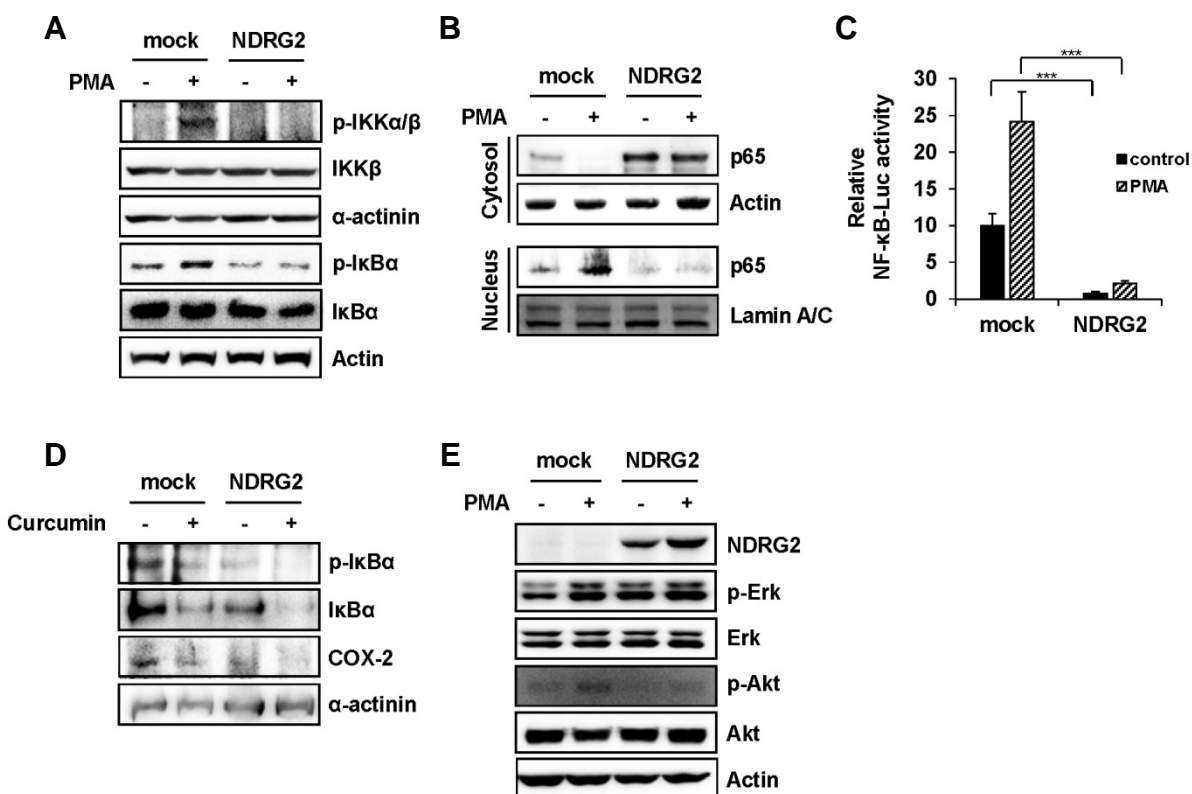 A
mock NDRG2
PMA - + - +
p-IKKα/β
IKKβ
α-actinin
p-IκBα
IκBα
Actin
B
mock NDRG2
PMA - + - +
Cytosol
p65
Actin
Nucleus
p65
Lamin A/C
C
***
***
Relative
NF-κB-Luc activity
30
25
20
15
10
5
0
mock NDRG2
control
PMA
D
mock NDRG2
Curcumin - + - +
p-IκBα
IκBα
COX-2
α-actinin
E
mock NDRG2
PMA - + - +
NDRG2
p-Erk
Erk
p-Akt
Akt
Actin